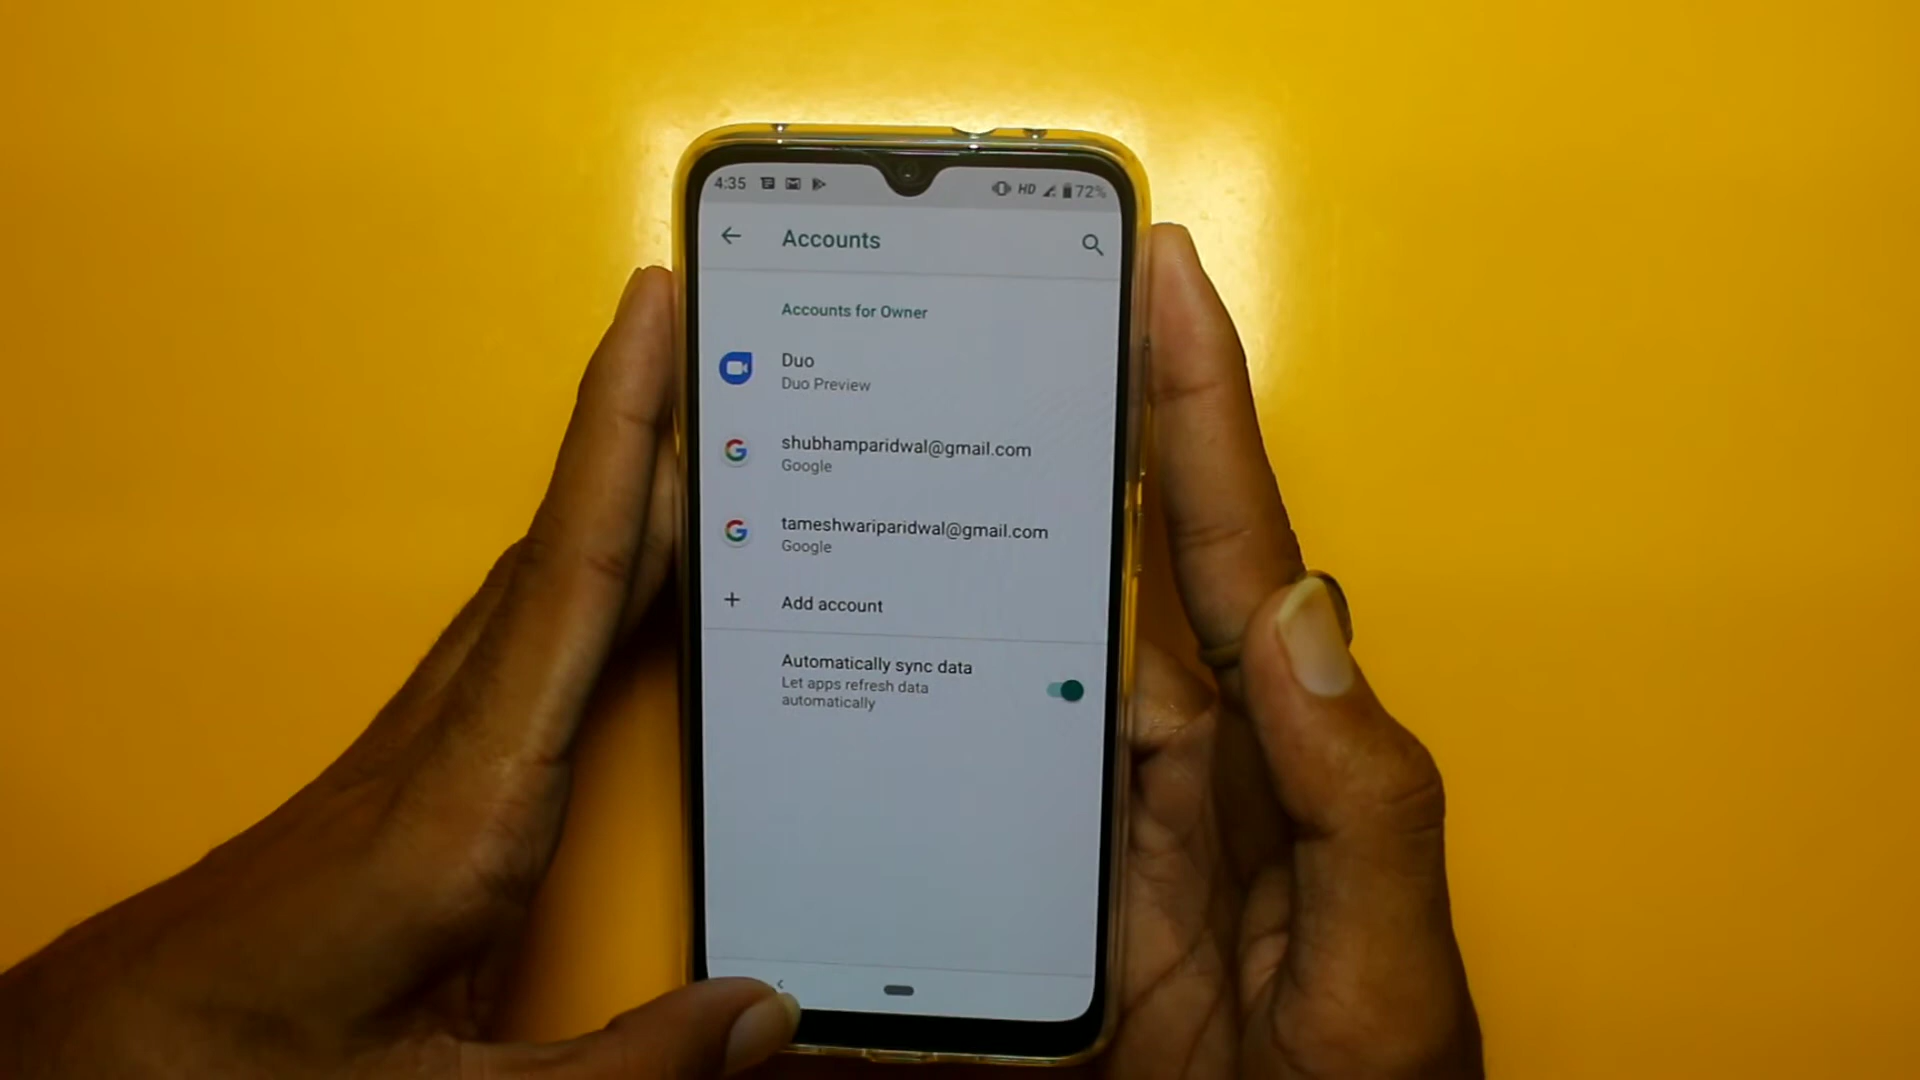 4:35 HD 72%
Accounts
Accounts for Owner
Duo
Duo Preview
shubhamparidwal@gmail.com
Google
tameshwariparidwal@gmail.com
Google
Add account
Automatically sync data
Let apps refresh data
automatically